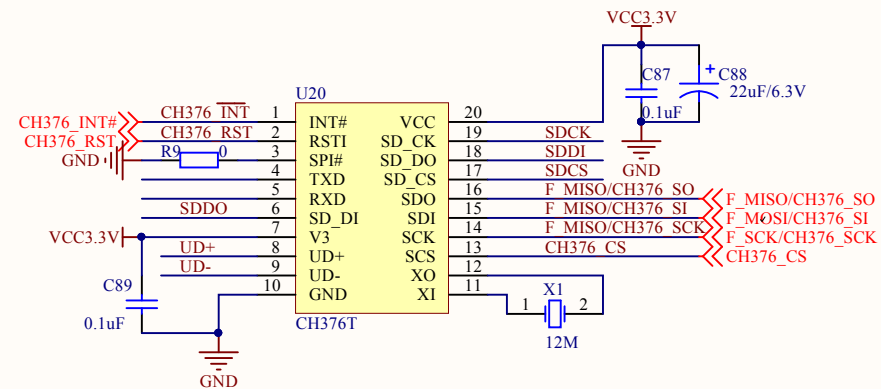 VCC3.3V
C87
0.1uF
C88
22uF/6.3V
GND
U20
CH376_INT#
CH376_INT
1
INT#
VCC
20
CH376_RST
CH376_RST
2
RSTI
SD_CK
19
SDCK
GND
R9
0
3
SPI#
SD_DO
18
SDDI
4
TXD
SD_CS
17
SDCS
5
RXD
SDO
16
F_MISO/CH376_SO
F_MISO/CH376_SO
SDDO
6
SD_DI
SDI
15
F_MISO/CH376_SI
F_MOSI/CH376_SI
VCC3.3V
7
V3
SCK
14
F_MISO/CH376_SCK
F_SCK/CH376_SCK
UD+
8
UD+
SCS
13
CH376_CS
CH376_CS
UD-
9
UD-
XO
12
10
GND
XI
11
C89
0.1uF
CH376T
X1
1
2
12M
GND